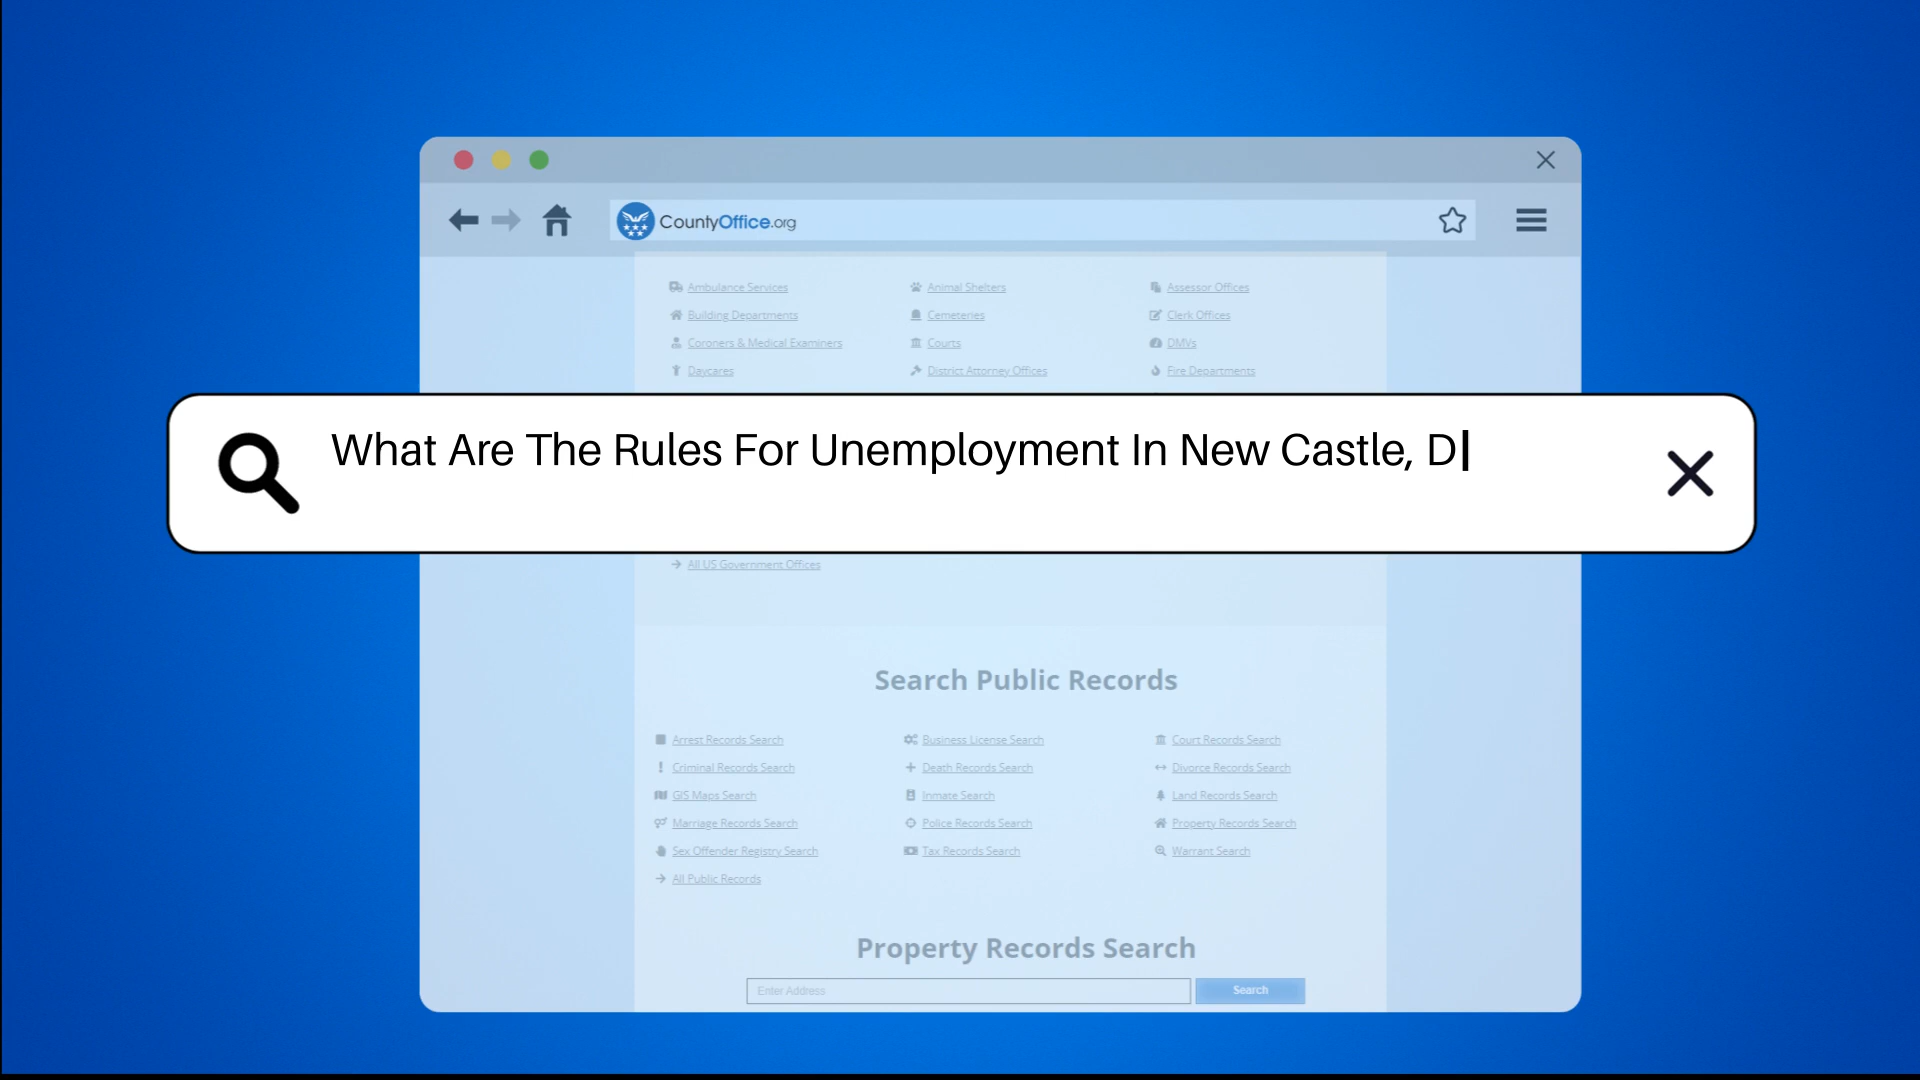 CountyOffice.org
Ambulance Services Animal Shelters Assessor Offices
Building Departments Cemeteries Clerk Offices
Coroners & Medical Examiners Courts DMVs
Daycares District Attorney Offices Fire Departments
What Are The Rules For Unemployment In New Castle, D
All US Government Offices
Search Public Records
Arrest Records Search Business License Search Court Records Search
Criminal Records Search Death Records Search Divorce Records Search
GIS Maps Search Inmate Search Land Records Search
Marriage Records Search Police Records Search Property Records Search
Sex Offender Registry Search Tax Records Search Warrant Search
All Public Records
Property Records Search
Enter Address Search